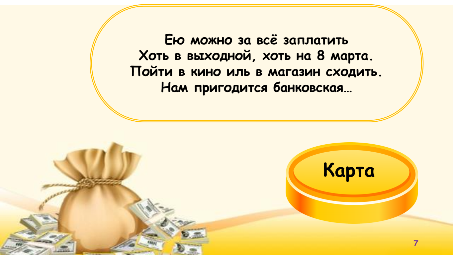 Ею можно за всё заплатить
Хоть в выходной, хоть на 8 марта.
Пойти в кино иль в магазин сходить.
Нам пригодится банковская…
Карта
7